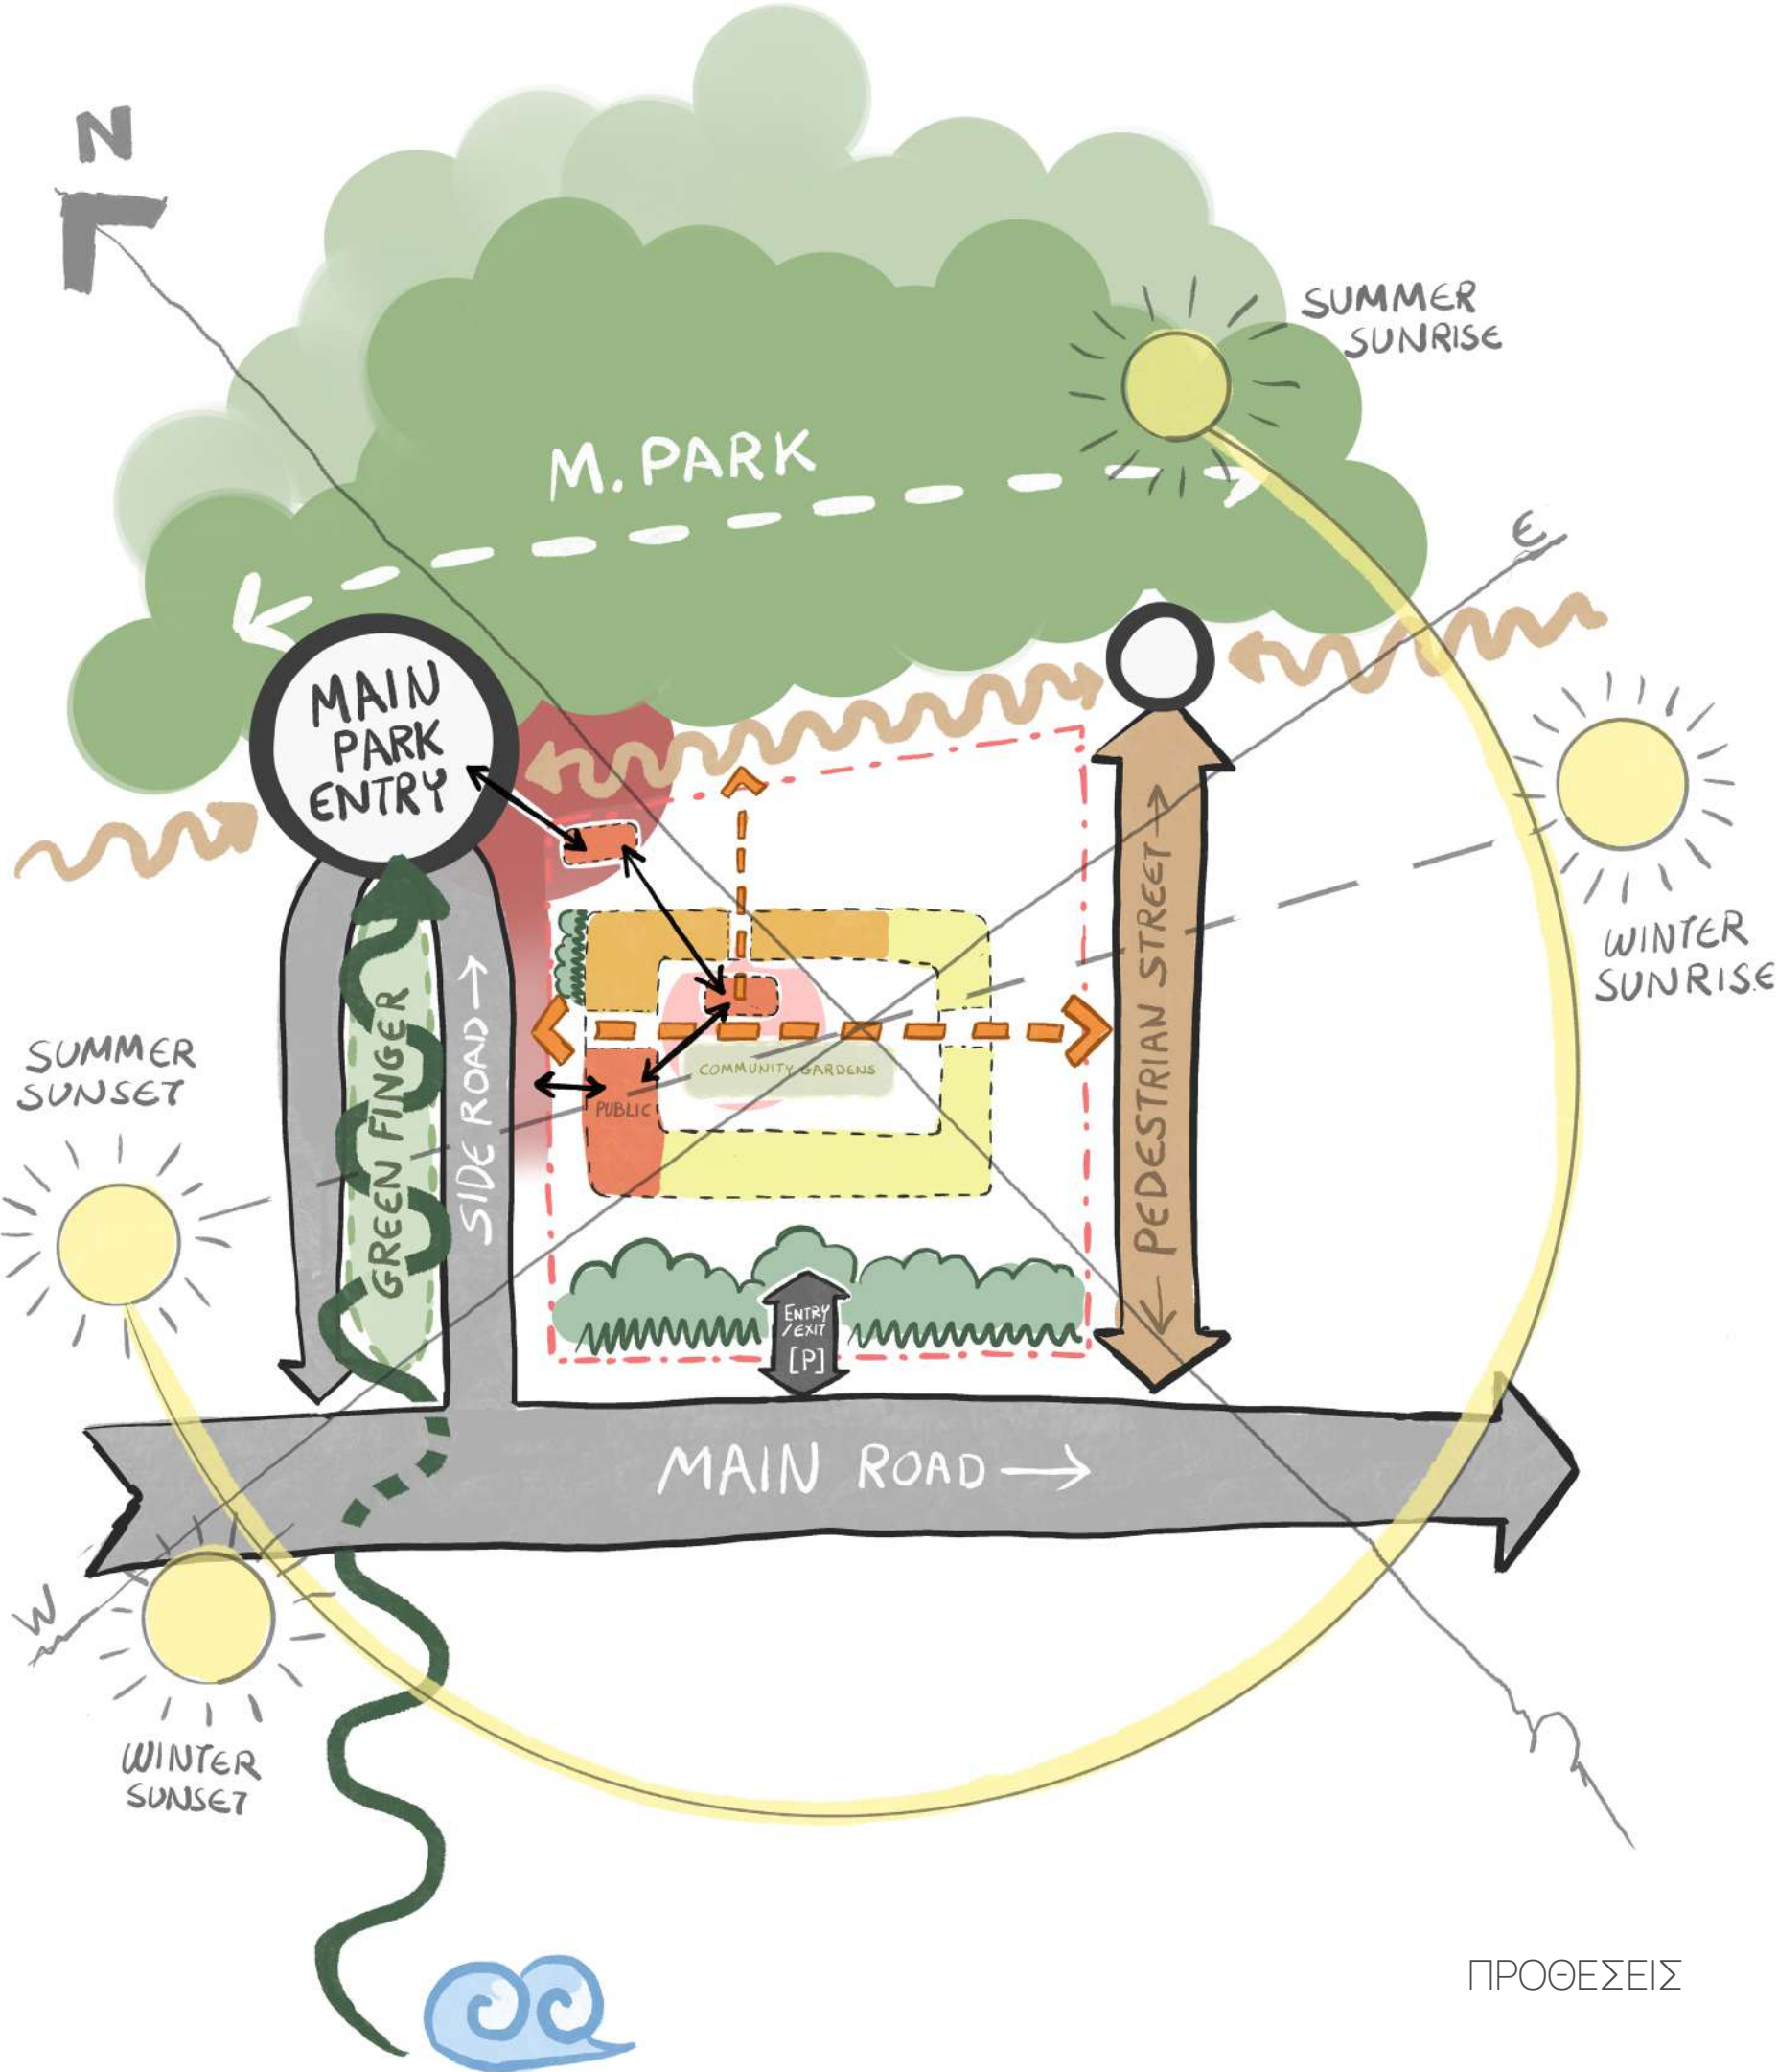 N
SUMMER
SUNRISE
M. PARK
E
MAIN
PARK
ENTRY
WINTER
SUNRISE
PEDESTRIAN STREET
SIDE ROAD
GREEN FINGER
SUMMER
SUNSET
COMMUNITY GARDENS
PUBLIC
ENTRY
/EXIT
[P]
MAIN ROAD
W
WINTER
SUNSET
ΠΡΟΘΕΣΕΙΣ